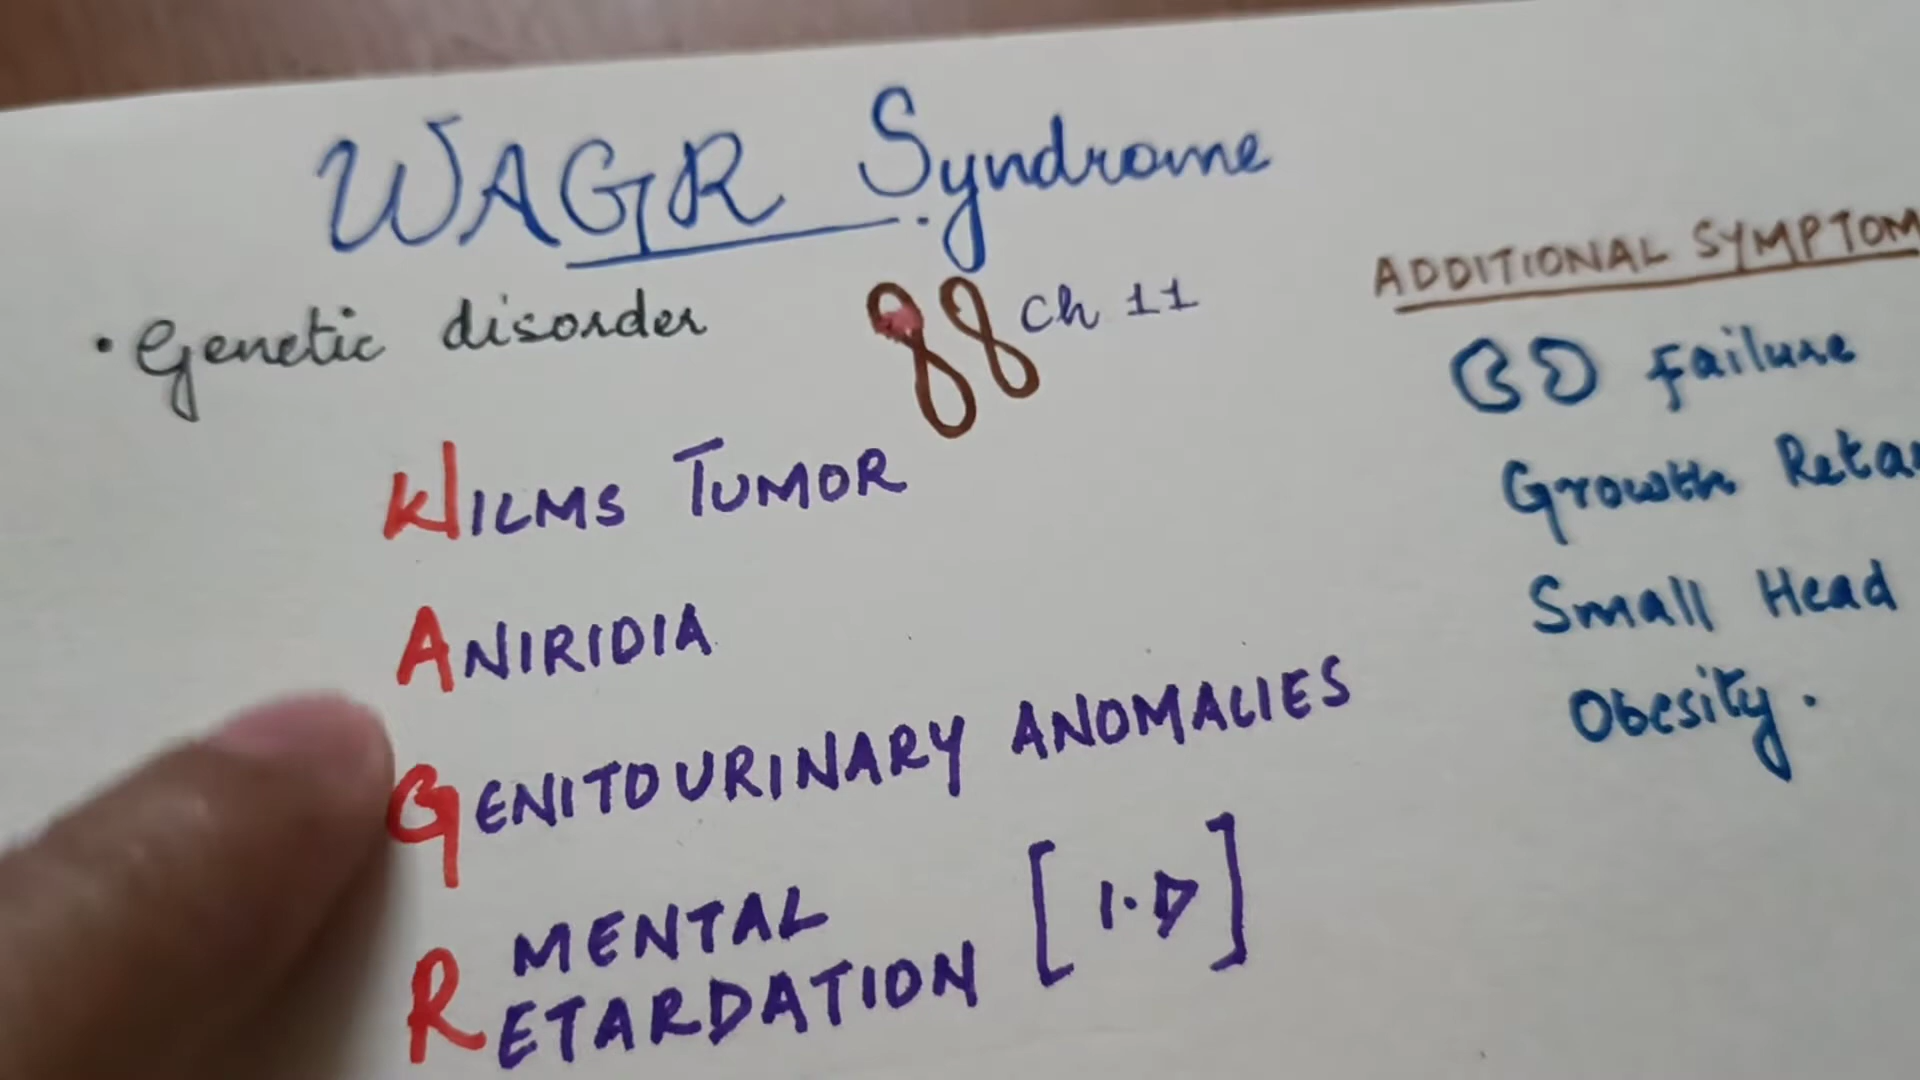 WAGR Syndrome
• Genetic disorder
Ch 11
WILMS TUMOR
ANIRIDIA
GENITOURINARY ANOMALIES
MENTAL
RETARDATION [I.D]
ADDITIONAL SYMPTOM
failure
Growth Reta
Small Head
Obesity.